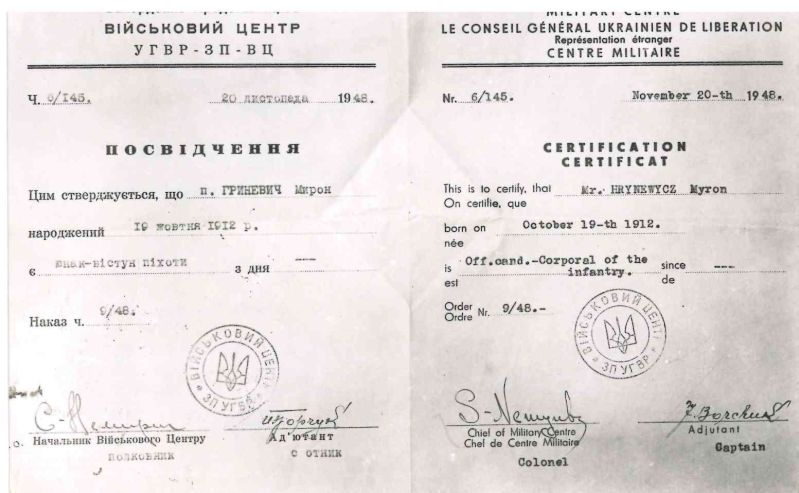 ВІЙСЬКОВИЙ ЦЕНТР
УГВР-ЗП-ВЦ
Ч. 6/145. 20 листопада 1948.
ПОСВІДЧЕННЯ
Цим стверджується, що п. ГРИНЕВИЧ Мирон
народжений 19 жовтня 1912 р.
є юнак-вістун піхоти з дня ---
Наказ ч. 9/48.
ВІЙСЬКОВИЙ ЦЕНТР
ЗП УГВР
Начальник Військового Центру
полковник
Ад'ютант
сотник
MILITARY CENTRE
LE CONSEIL GÉNÉRAL UKRAINIEN DE LIBERATION
Représentation étranger
CENTRE MILITAIRE
Nr. 6/145. November 20-th 1948.
CERTIFICATION
CERTIFICAT
This is to certify, that Mr. HRYNEWYCZ Myron
On certifie, que
born on October 19-th 1912.
née
is Off.cand.-Corporal of the since ---
infantry.
est de
Order Nr. 9/48.-
Ordre
ВІЙСЬКОВИЙ ЦЕНТР
ЗП УГВР
Chief of Military Centre
Chef de Centre Militaire
Colonel
Adjutant
Captain